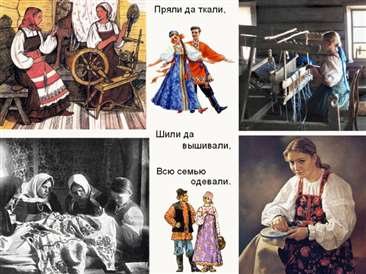 Пряли да ткали,
Шили да
вышивали,
Всю семью
одевали.